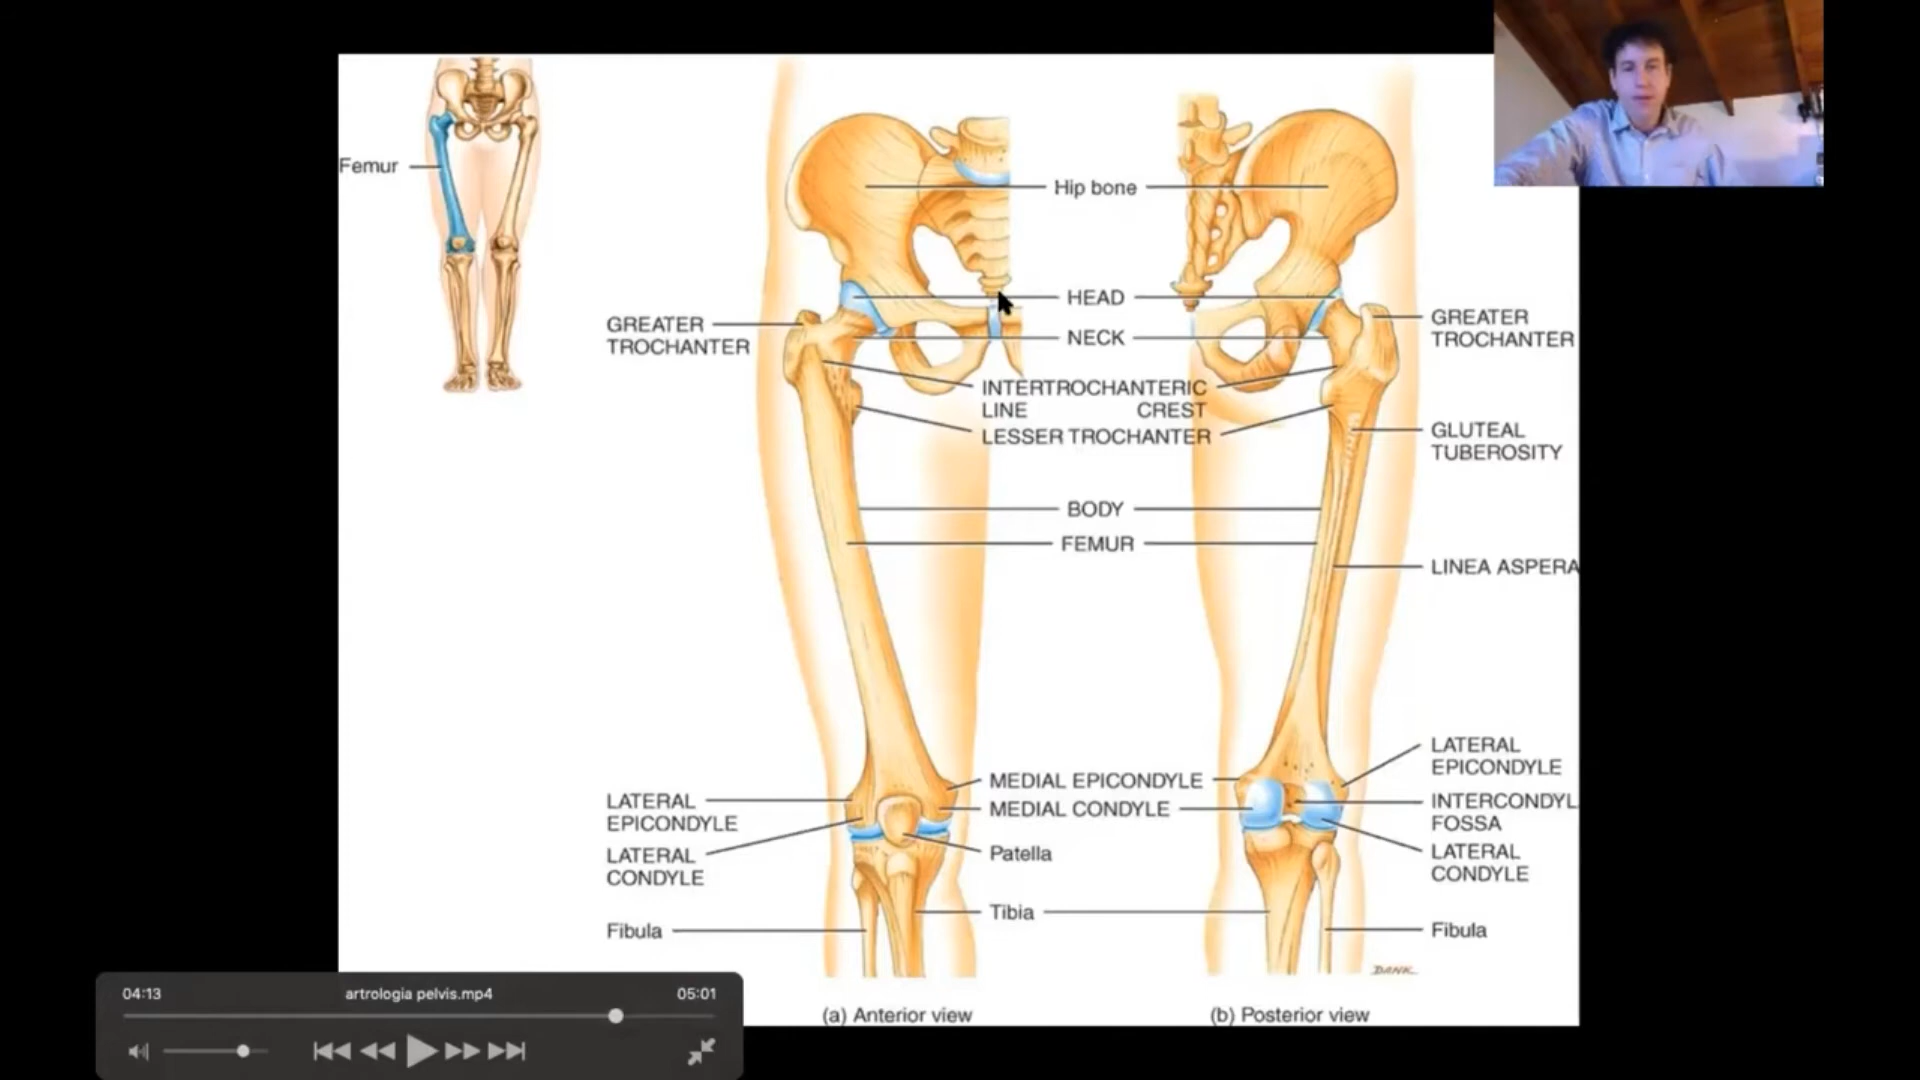 Femur
Hip bone
HEAD
GREATER
TROCHANTER
NECK
GREATER
TROCHANTER
INTERTROCHANTERIC
LINE CREST
LESSER TROCHANTER
GLUTEAL
TUBEROSITY
BODY
FEMUR
LINEA ASPERA
LATERAL
EPICONDYLE
MEDIAL EPICONDYLE
LATERAL
EPICONDYLE
MEDIAL CONDYLE
INTERCONDYL
FOSSA
LATERAL
CONDYLE
Patella
LATERAL
CONDYLE
Tibia
Fibula
Fibula
DANK
(a) Anterior view
(b) Posterior view
04:13 artrologia pelvis.mp4 05:01